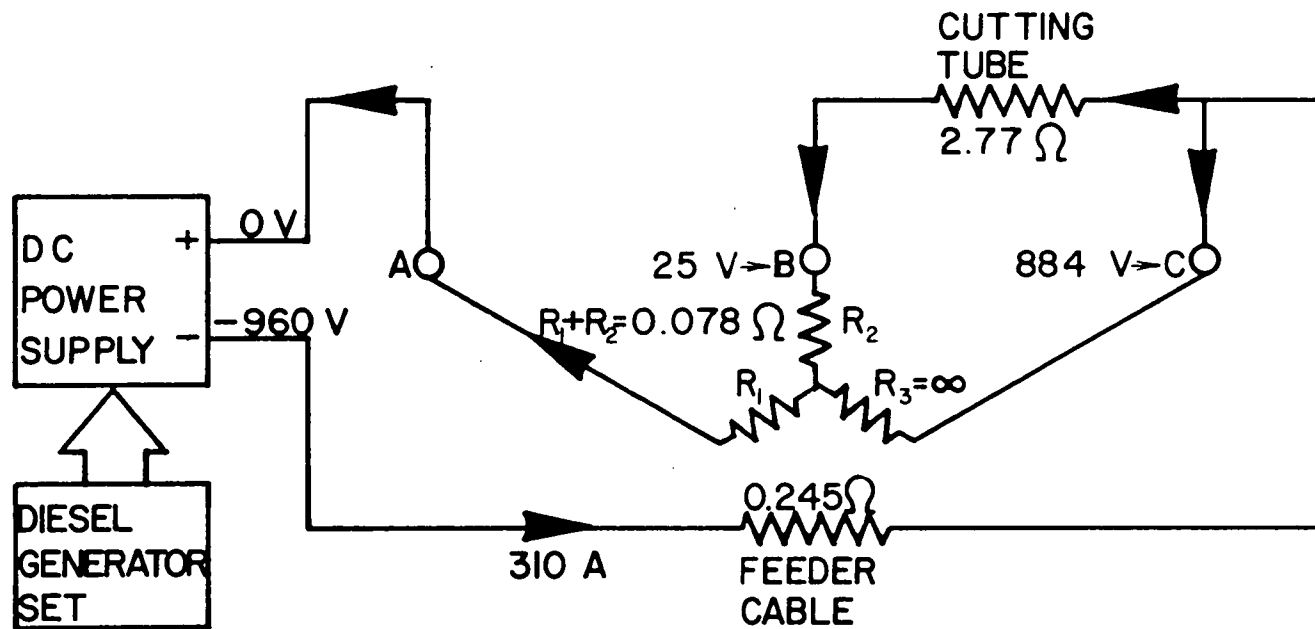 CUTTING
TUBE
2.77 Ω
DC
POWER
SUPPLY
+
−
0 V
-960 V
A
25 V→B
884 V→C
R₁+R₂=0.078 Ω
R₂
R₁
R₃=∞
DIESEL
GENERATOR
SET
310 A
0.245Ω
FEEDER
CABLE